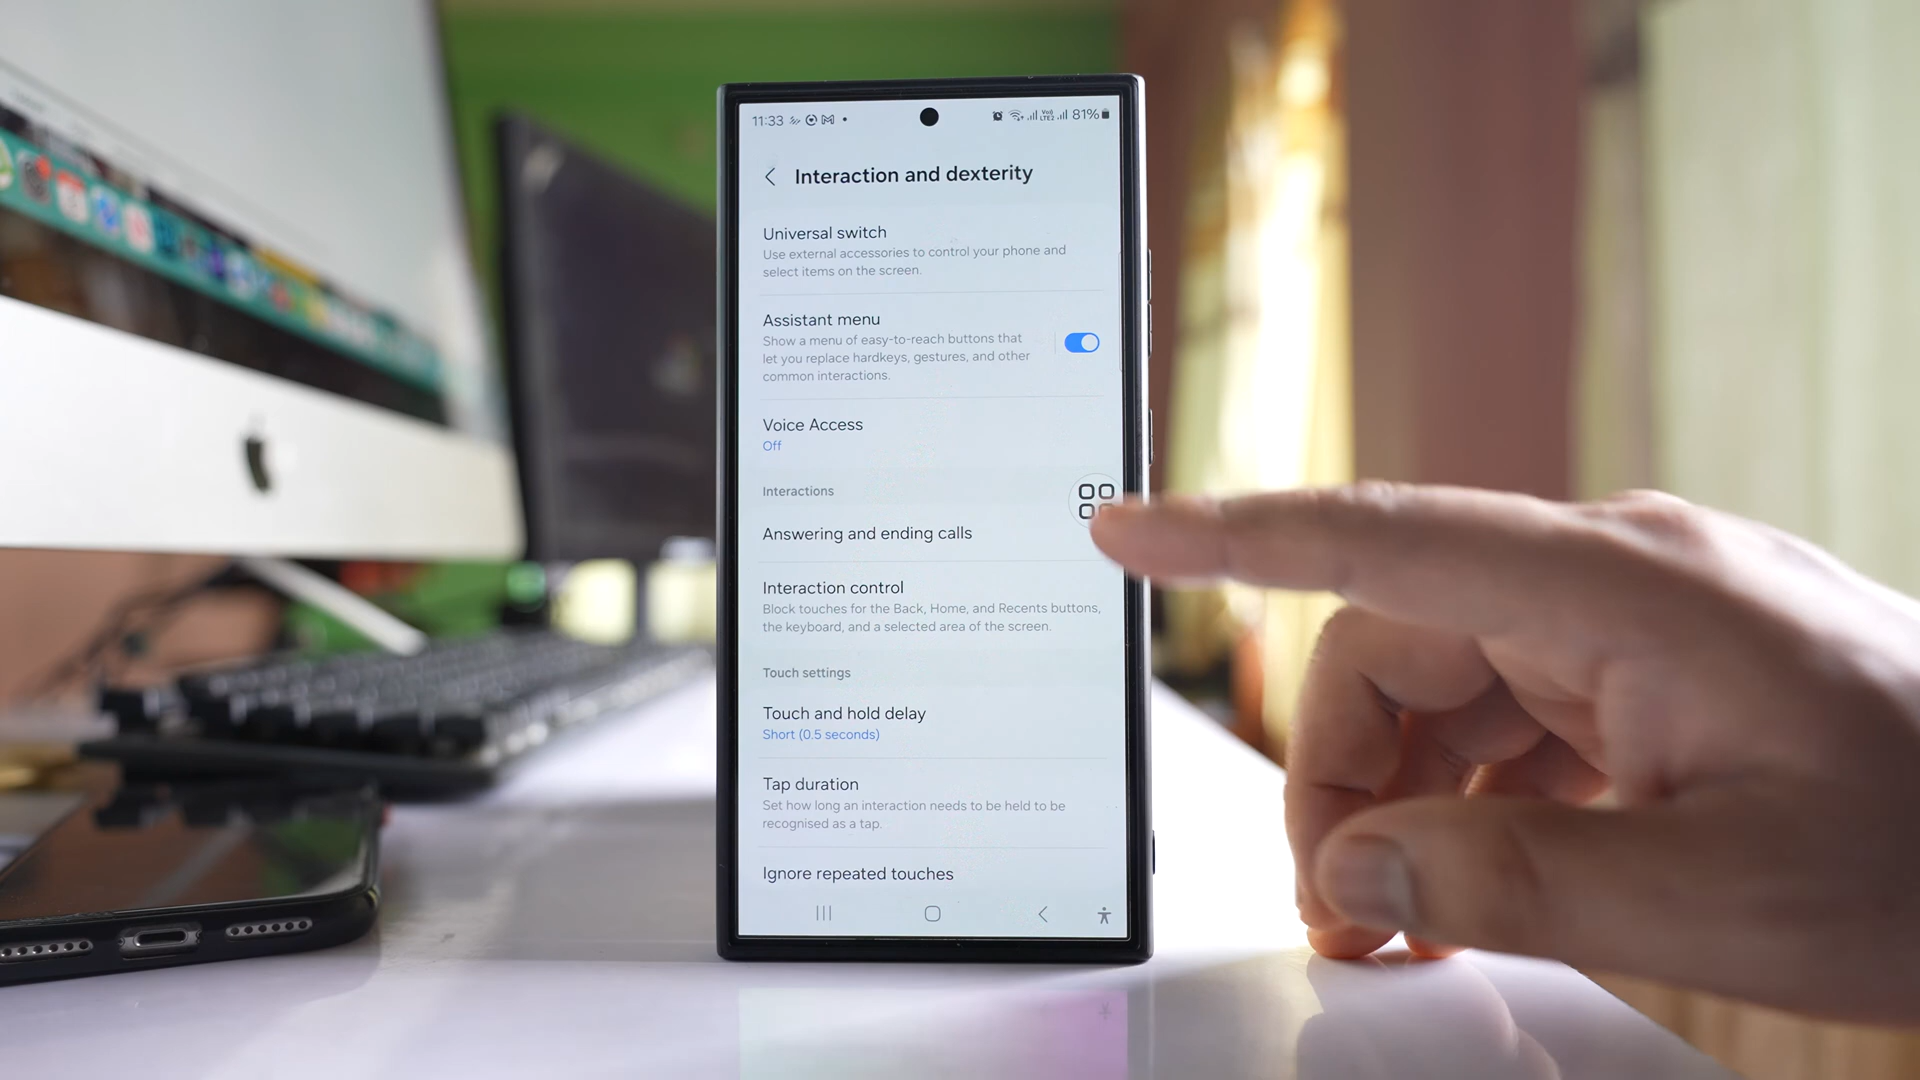 11:33
Vo)) LTE2 81%
Interaction and dexterity
Universal switch
Use external accessories to control your phone and
select items on the screen.
Assistant menu
Show a menu of easy-to-reach buttons that
let you replace hardkeys, gestures, and other
common interactions.
Voice Access
Off
Interactions
Answering and ending calls
Interaction control
Block touches for the Back, Home, and Recents buttons,
the keyboard, and a selected area of the screen.
Touch settings
Touch and hold delay
Short (0.5 seconds)
Tap duration
Set how long an interaction needs to be held to be
recognised as a tap.
Ignore repeated touches